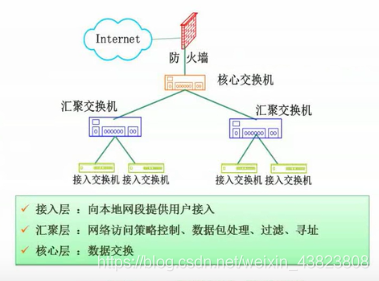 Internet
防火墙
核心交换机
汇聚交换机
汇聚交换机
接入交换机 接入交换机
接入交换机 接入交换机
✓ 接入层 ：向本地网段提供用户接入
✓ 汇聚层 ：网络访问策略控制、数据包处理、过滤、寻址
✓ 核心层 ：数据交换
https://blog.csdn.net/weixin_43823808